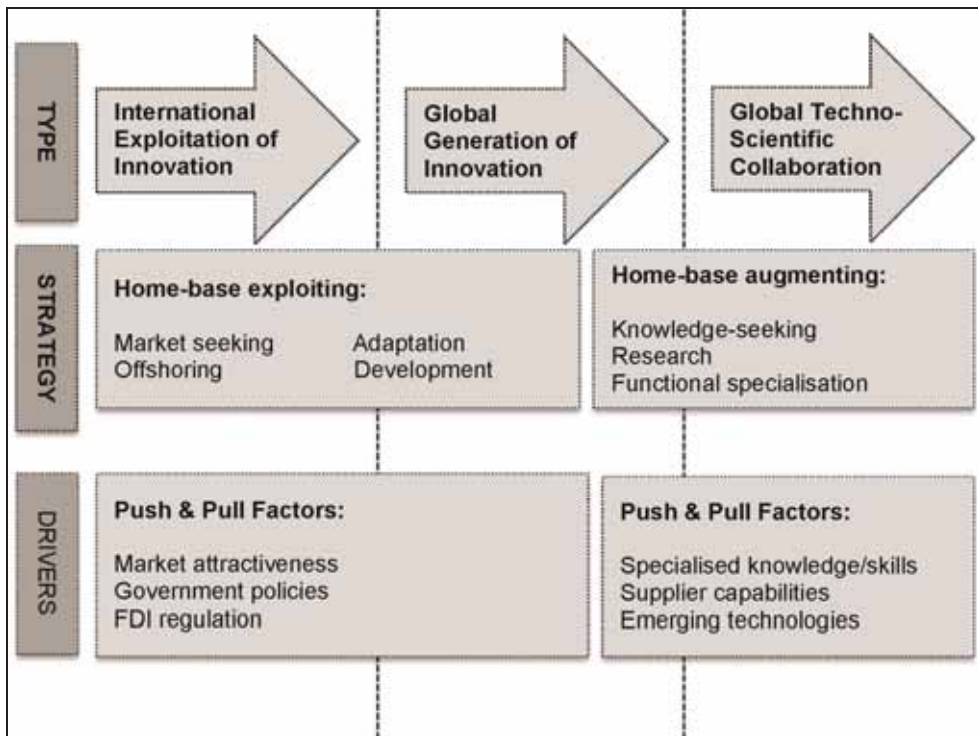 TYPE
International
Exploitation of
Innovation
Global
Generation of
Innovation
Global Techno-
Scientific
Collaboration
STRATEGY
Home-base exploiting:
Market seeking Adaptation
Offshoring Development
Home-base augmenting:
Knowledge-seeking
Research
Functional specialisation
DRIVERS
Push & Pull Factors:
Market attractiveness
Government policies
FDI regulation
Push & Pull Factors:
Specialised knowledge/skills
Supplier capabilities
Emerging technologies